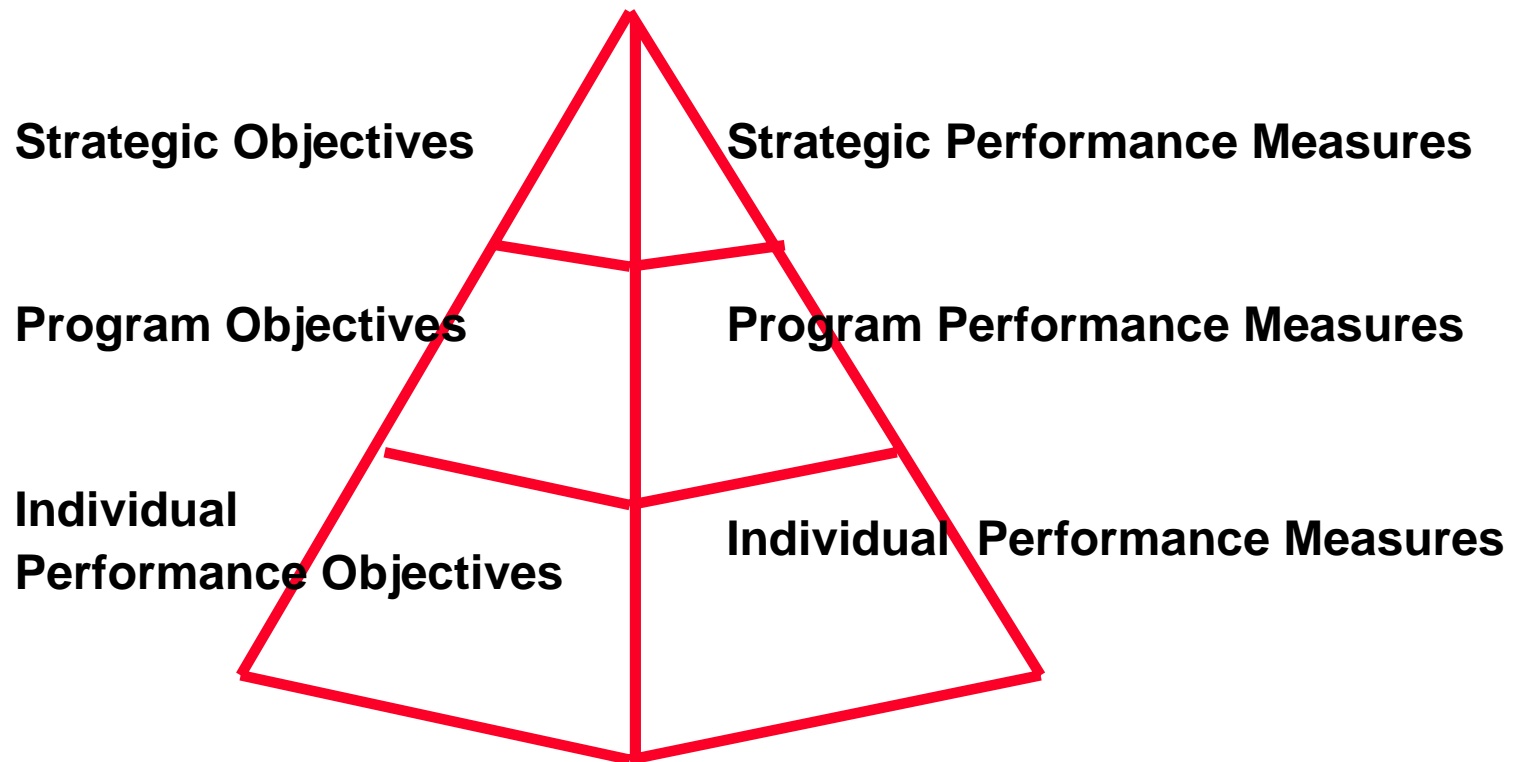 Strategic Objectives
Strategic Performance Measures
Program Objectives
Program Performance Measures
Individual
Performance Objectives
Individual  Performance Measures